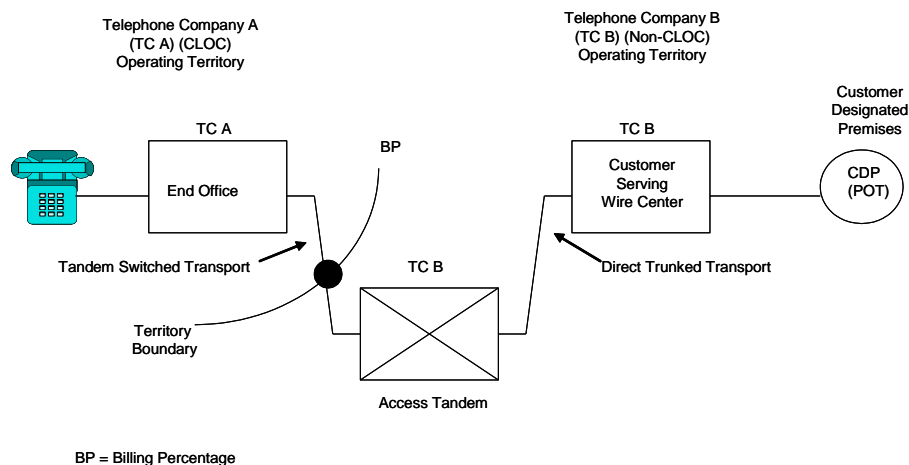 Telephone Company A
(TC A) (CLOC)
Operating Territory
Telephone Company B
(TC B) (Non-CLOC)
Operating Territory
Customer
Designated
Premises
TC A
BP
TC B
End Office
Customer
Serving
Wire Center
CDP
(POT)
Tandem Switched Transport
TC B
Direct Trunked Transport
Territory
Boundary
Access Tandem
BP = Billing Percentage